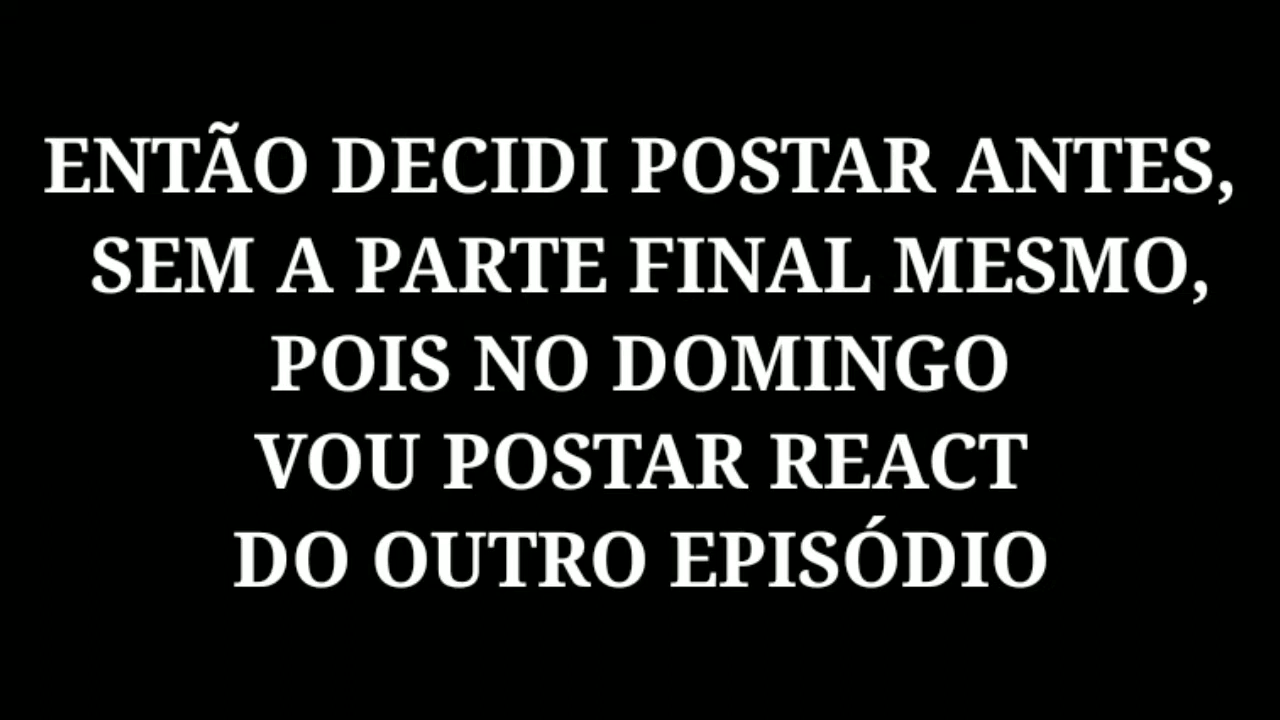 ENTÃO DECIDI POSTAR ANTES,
SEM A PARTE FINAL MESMO,
POIS NO DOMINGO
VOU POSTAR REACT
DO OUTRO EPISÓDIO